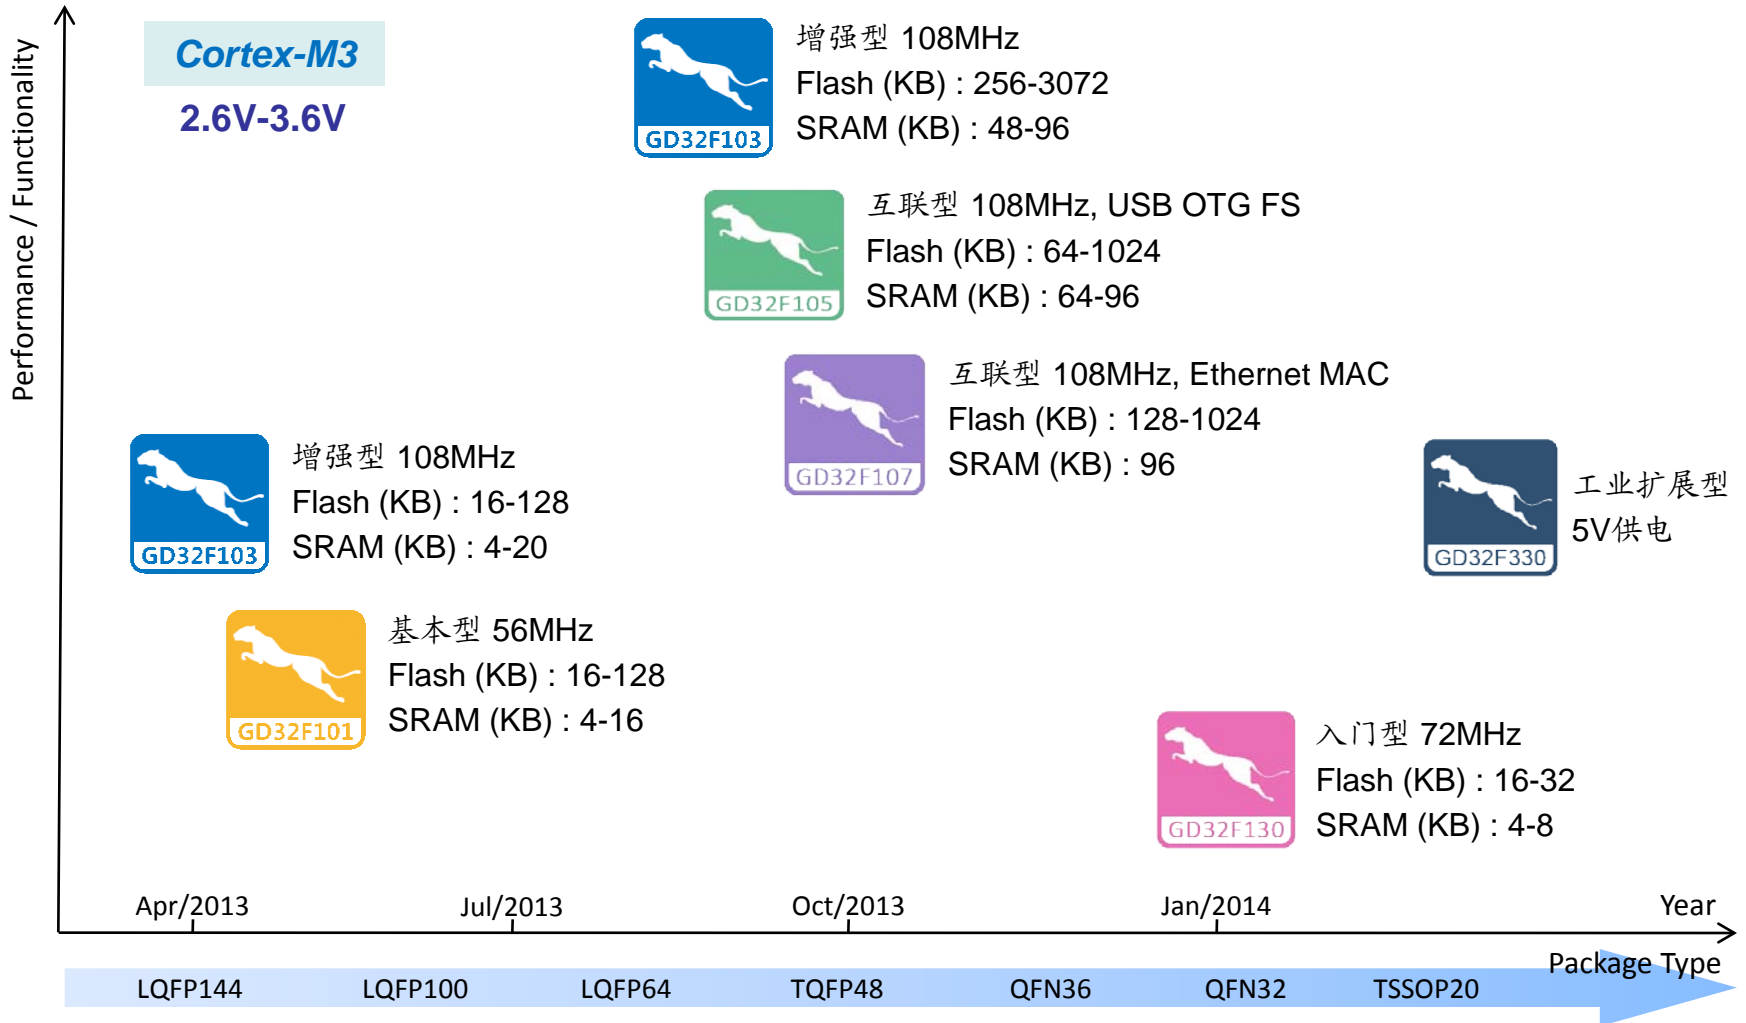 Performance / Functionality
Cortex-M3
2.6V-3.6V
GD32F103
增强型 108MHz
Flash (KB) : 256-3072
SRAM (KB) : 48-96
GD32F105
互联型 108MHz, USB OTG FS
Flash (KB) : 64-1024
SRAM (KB) : 64-96
GD32F107
互联型 108MHz, Ethernet MAC
Flash (KB) : 128-1024
SRAM (KB) : 96
GD32F103
增强型 108MHz
Flash (KB) : 16-128
SRAM (KB) : 4-20
GD32F330
工业扩展型
5V供电
GD32F101
基本型 56MHz
Flash (KB) : 16-128
SRAM (KB) : 4-16
GD32F130
入门型 72MHz
Flash (KB) : 16-32
SRAM (KB) : 4-8
Apr/2013 Jul/2013 Oct/2013 Jan/2014 Year
Package Type
LQFP144 LQFP100 LQFP64 TQFP48 QFN36 QFN32 TSSOP20